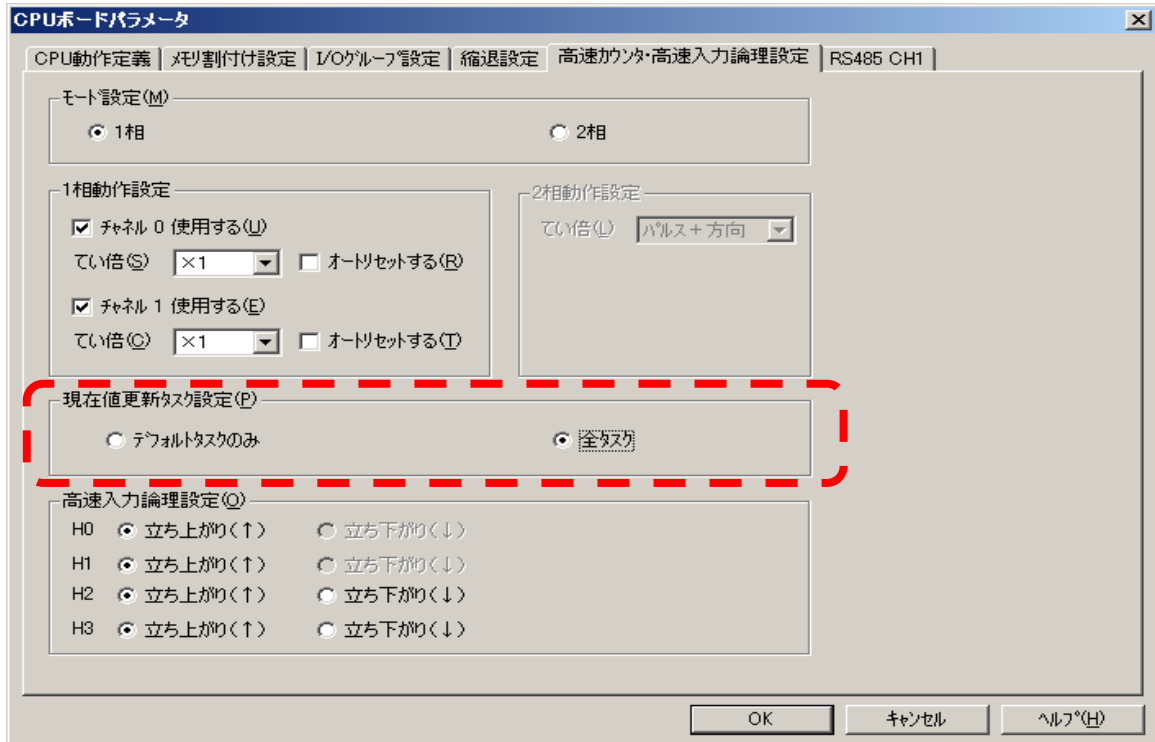 CPUボードパラメータ
CPU動作定義 ﾒﾓﾘ割付け設定 I/Oｸﾞﾙｰﾌﾟ設定 縮退設定 高速ｶｳﾝﾀ･高速入力論理設定 RS485 CH1
ﾓｰﾄﾞ設定(M)
1相 2相
1相動作設定 2相動作設定
ﾁｬﾈﾙ 0 使用する(U) てい倍(L) ﾊﾟﾙｽ＋方向
てい倍(S) ×1 ｵｰﾄﾘｾｯﾄする(R)
ﾁｬﾈﾙ 1 使用する(E)
てい倍(C) ×1 ｵｰﾄﾘｾｯﾄする(T)
現在値更新ﾀｽｸ設定(P)
ﾃﾞﾌｫﾙﾄﾀｽｸのみ 全ﾀｽｸ
高速入力論理設定(O)
H0 立ち上がり(↑) 立ち下がり(↓)
H1 立ち上がり(↑) 立ち下がり(↓)
H2 立ち上がり(↑) 立ち下がり(↓)
H3 立ち上がり(↑) 立ち下がり(↓)
OK ｷｬﾝｾﾙ ﾍﾙﾌﾟ(H)